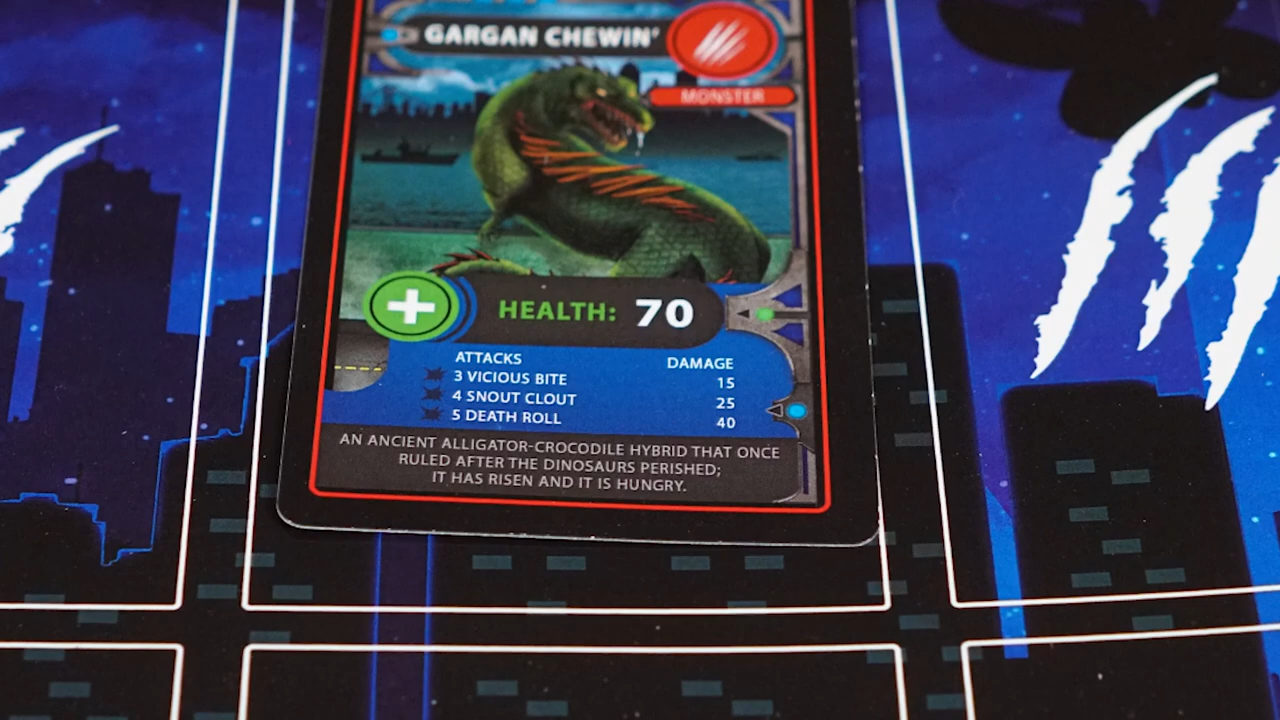 GARGAN CHEWIN'
MONSTER
HEALTH: 70
ATTACKS DAMAGE
3 VICIOUS BITE 15
4 SNOUT CLOUT 25
5 DEATH ROLL 40
AN ANCIENT ALLIGATOR-CROCODILE HYBRID THAT ONCE
RULED AFTER THE DINOSAURS PERISHED;
IT HAS RISEN AND IT IS HUNGRY.